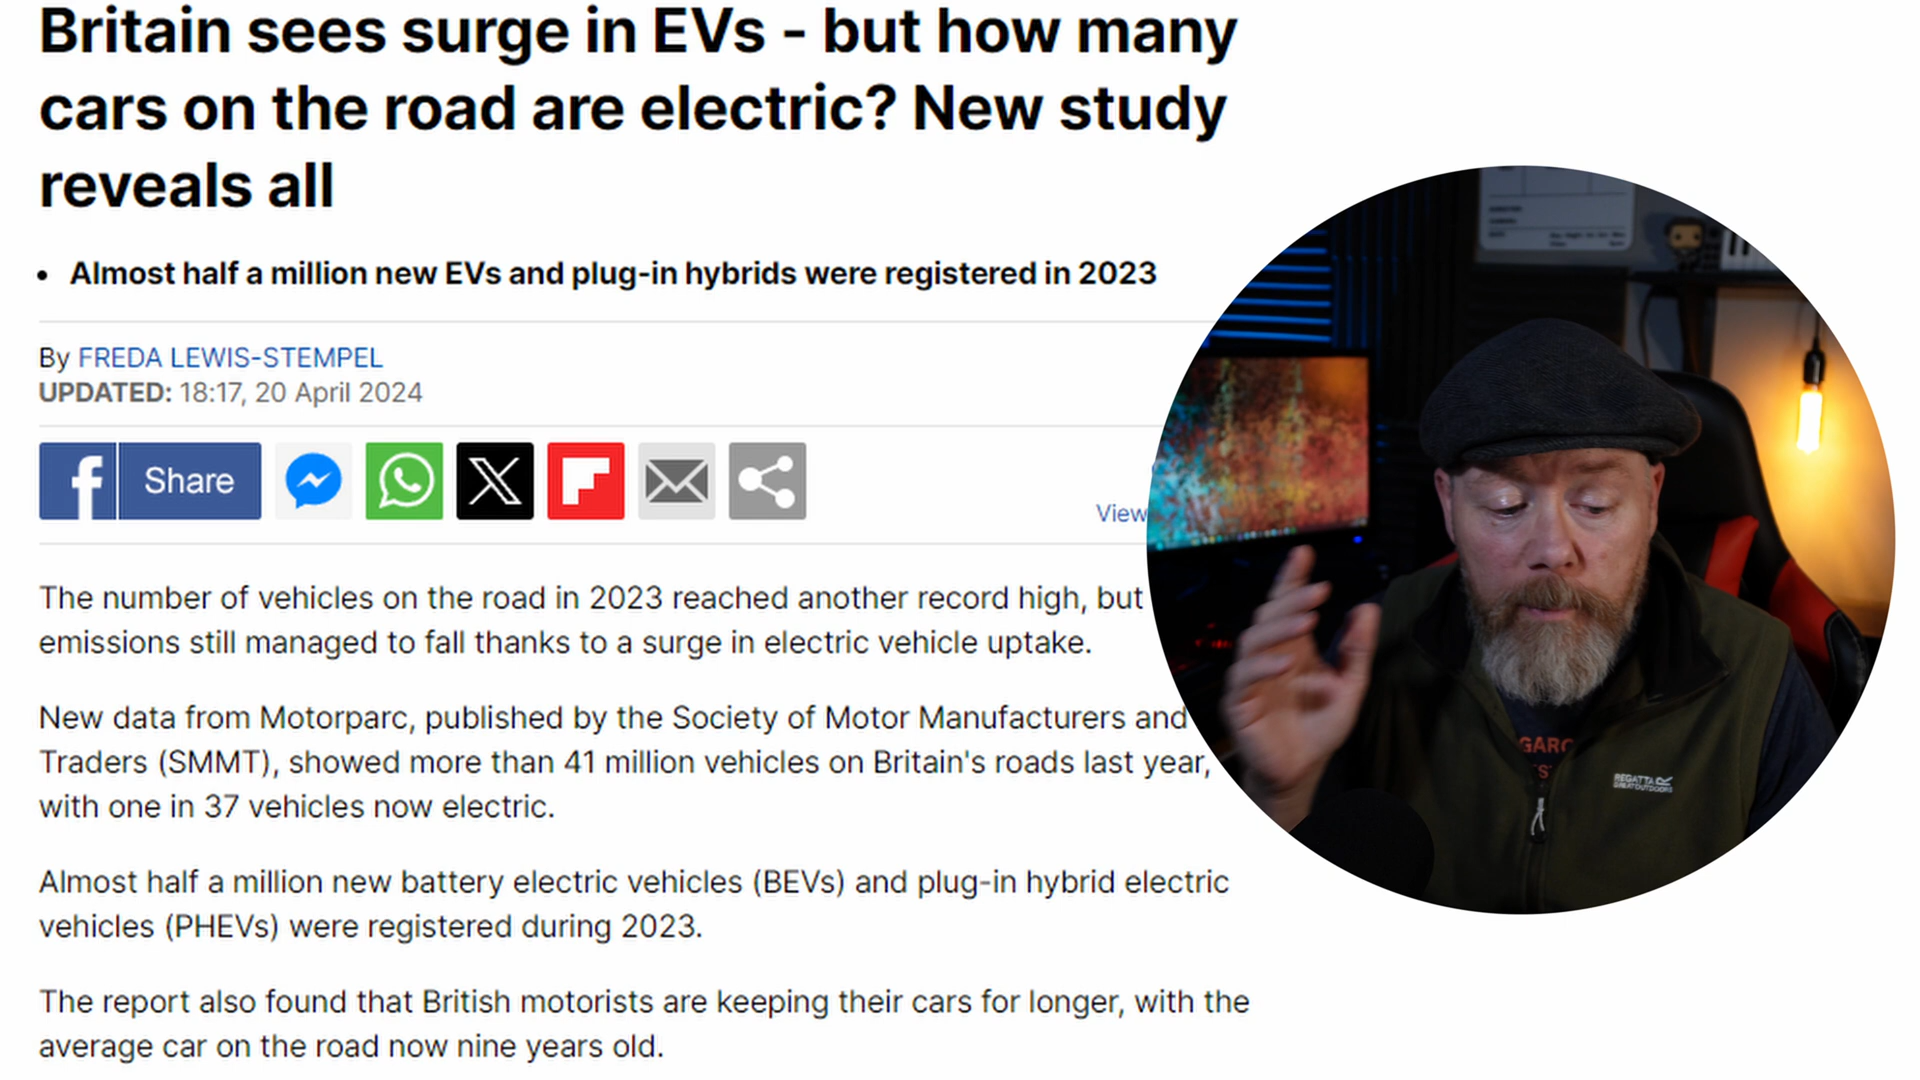 Britain sees surge in EVs - but how many
cars on the road are electric? New study
reveals all
• Almost half a million new EVs and plug-in hybrids were registered in 2023
By FREDA LEWIS-STEMPEL
UPDATED: 18:17, 20 April 2024
Share
View
The number of vehicles on the road in 2023 reached another record high, but
emissions still managed to fall thanks to a surge in electric vehicle uptake.
New data from Motorparc, published by the Society of Motor Manufacturers and
Traders (SMMT), showed more than 41 million vehicles on Britain's roads last year,
with one in 37 vehicles now electric.
Almost half a million new battery electric vehicles (BEVs) and plug-in hybrid electric
vehicles (PHEVs) were registered during 2023.
The report also found that British motorists are keeping their cars for longer, with the
average car on the road now nine years old.
GARC
REGATTA
GREAT OUTDOORS